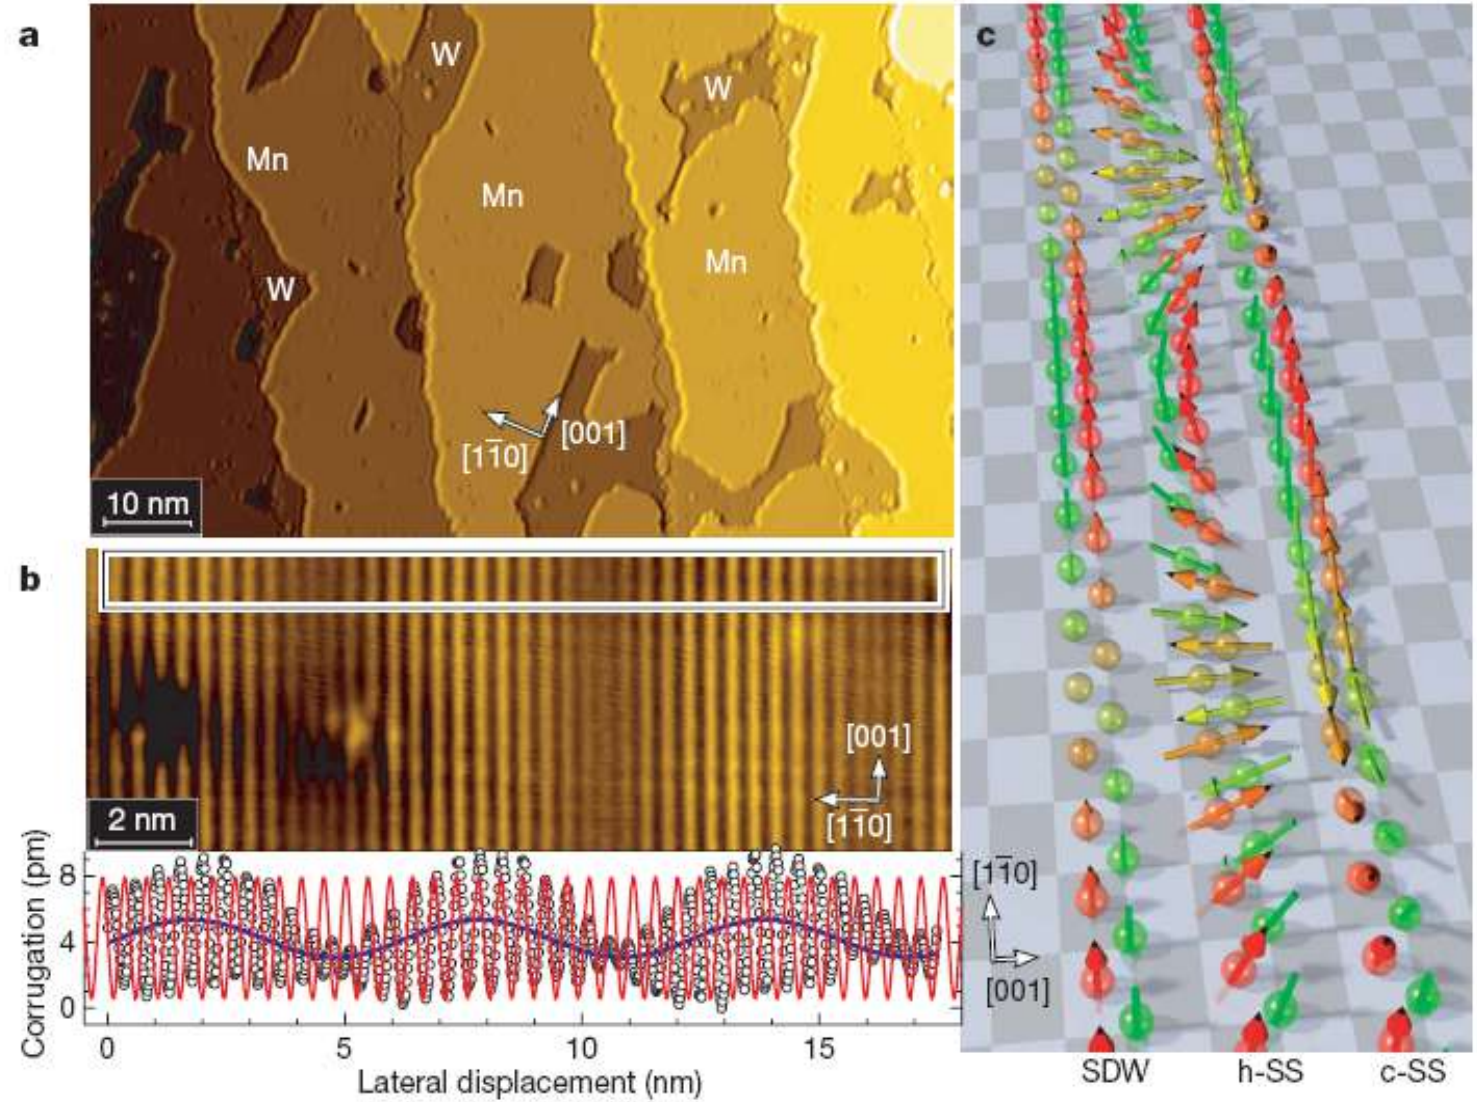 a
W
W
Mn
Mn
Mn
W
[11̅0]
[001]
10 nm
b
[001]
[11̅0]
2 nm
Corrugation (pm)
8
4
0
0
5
10
15
Lateral displacement (nm)
c
[11̅0]
[001]
SDW
h-SS
c-SS